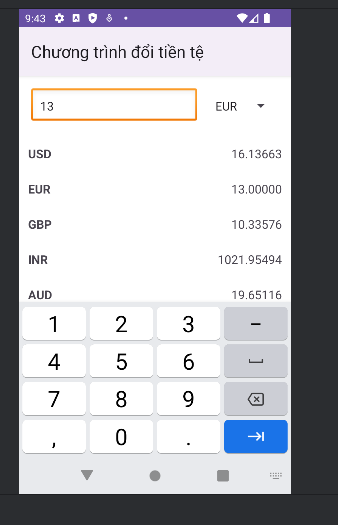 9:43
Chương trình đổi tiền tệ
13 EUR
USD 16.13663
EUR 13.00000
GBP 10.33576
INR 1021.95494
AUD 19.65116
1 2 3 –
4 5 6
7 8 9
, 0 .